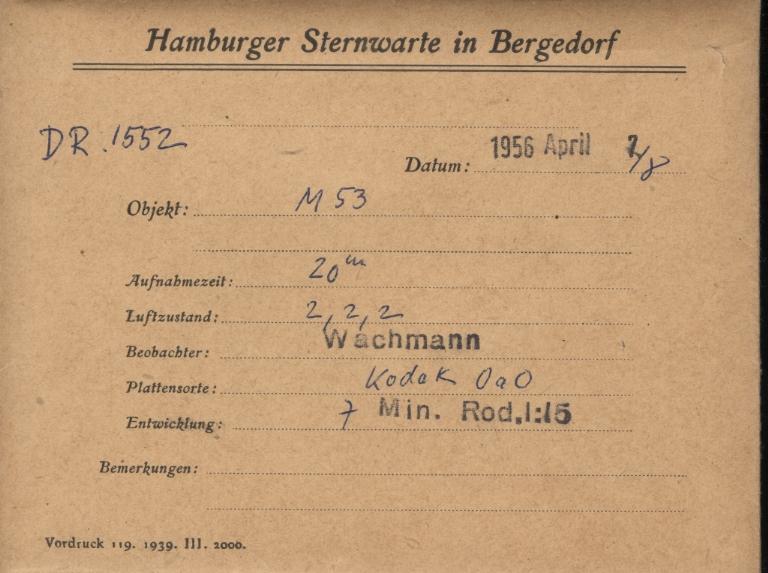 Hamburger Sternwarte in Bergedorf
DR. 1552
Datum: 1956 April 7/8
Objekt: M 53
Aufnahmezeit: 20m
Luftzustand: 2, 2, 2
Beobachter: Wachmann
Plattensorte: Kodak OaO
Entwicklung: 7 Min. Rod.1:15
Bemerkungen:
Vordruck 119. 1939. III. 2000.